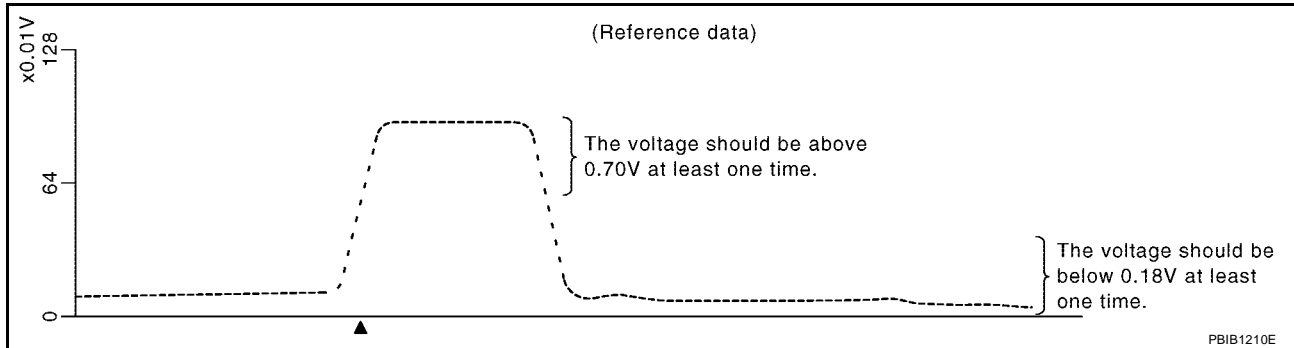 (Reference data)
x0.01V
128
64
0
The voltage should be above
0.70V at least one time.
The voltage should be
below 0.18V at least
one time.
PBIB1210E